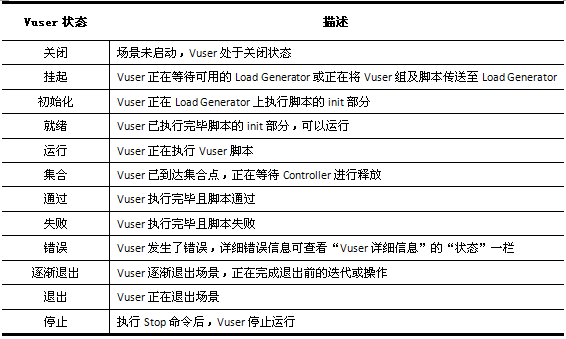 Vuser 状态 描述
关闭 场景未启动，Vuser 处于关闭状态
挂起 Vuser 正在等待可用的 Load Generator 或正在将 Vuser 组及脚本传送至 Load Generator
初始化 Vuser 正在 Load Generator 上执行脚本的 init 部分
就绪 Vuser 已执行完毕脚本的 init 部分，可以运行
运行 Vuser 正在执行 Vuser 脚本
集合 Vuser 已到达集合点，正在等待 Controller 进行释放
通过 Vuser 执行完毕且脚本通过
失败 Vuser 执行完毕且脚本失败
错误 Vuser 发生了错误，详细错误信息可查看“Vuser 详细信息”的“状态”一栏
逐渐退出 Vuser 逐渐退出场景，正在完成退出前的迭代或操作
退出 Vuser 正在退出场景
停止 执行 Stop 命令后，Vuser 停止运行